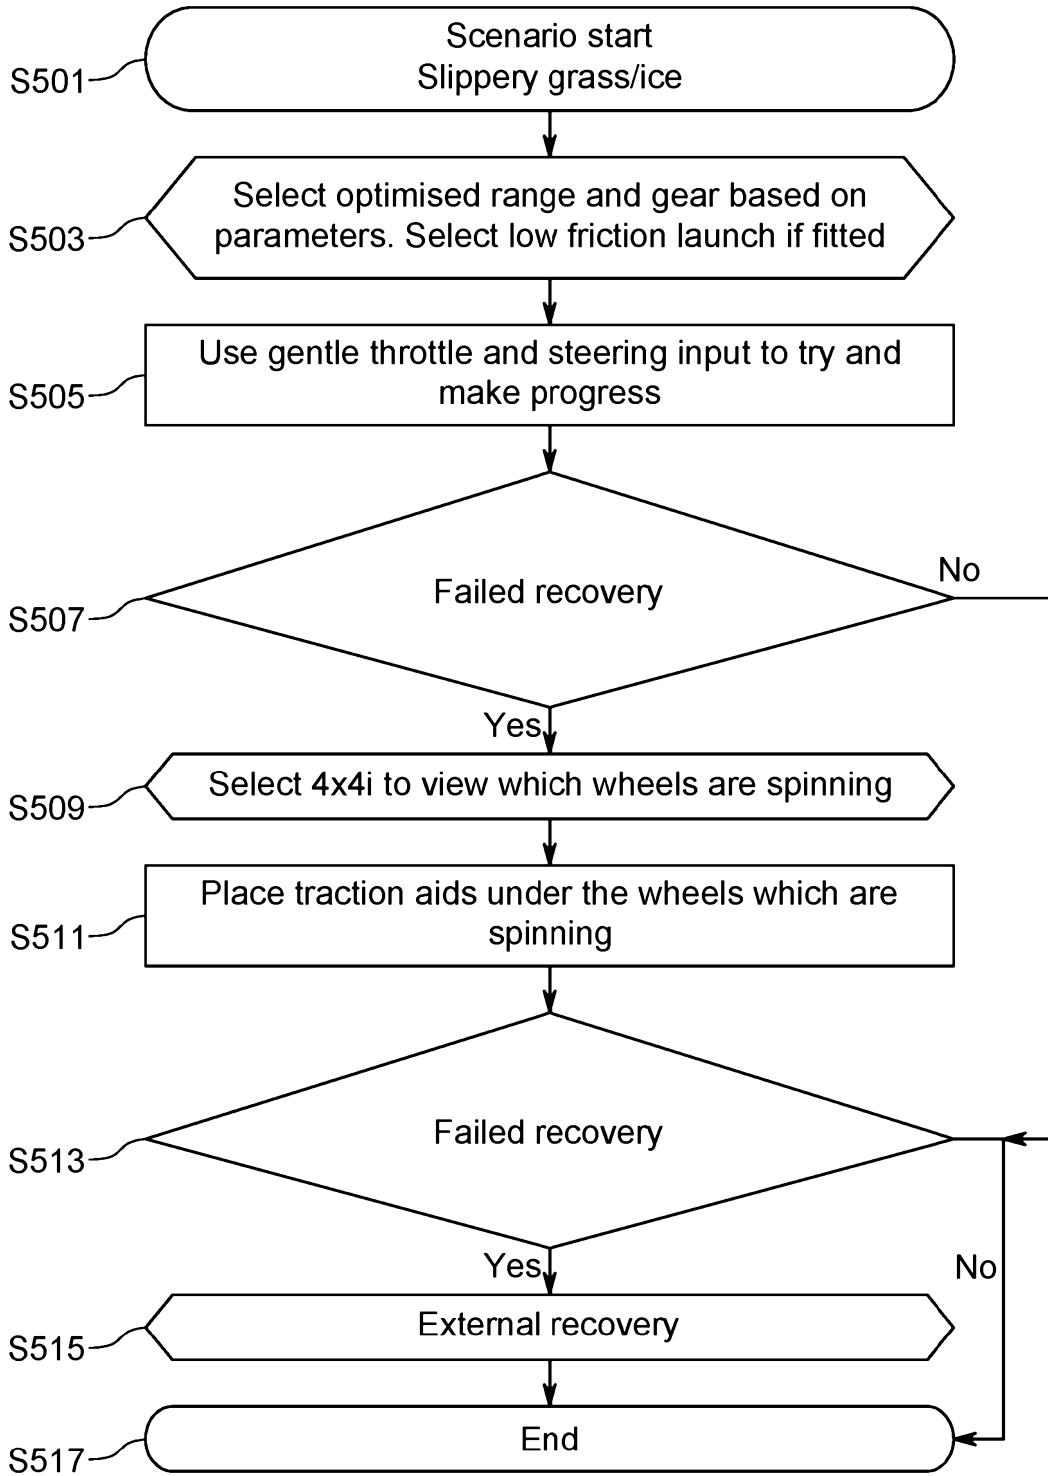 Scenario start
Slippery grass/ice
S501
Select optimised range and gear based on
parameters. Select low friction launch if fitted
S503
Use gentle throttle and steering input to try and
make progress
S505
Failed recovery
No
S507
Yes
Select 4x4i to view which wheels are spinning
S509
Place traction aids under the wheels which are
spinning
S511
Failed recovery
S513
Yes
No
External recovery
S515
End
S517